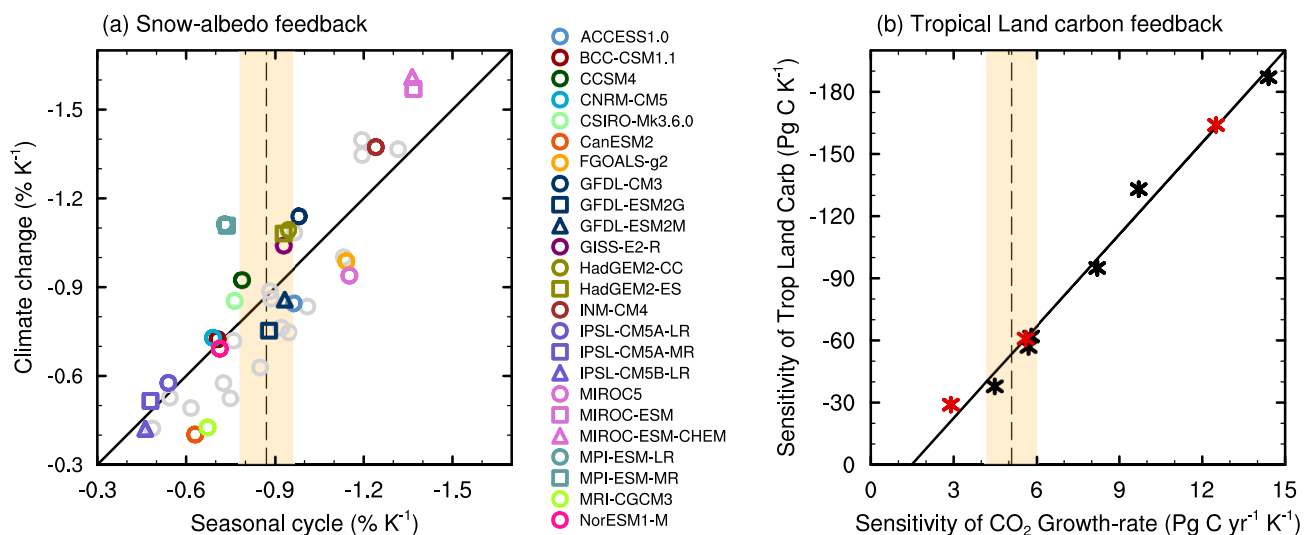 (a) Snow-albedo feedback
Climate change (% K⁻¹)
-1.5
-1.2
-0.9
-0.6
-0.3
-0.3
-0.6
-0.9
-1.2
-1.5
Seasonal cycle (% K⁻¹)
ACCESS1.0
BCC-CSM1.1
CCSM4
CNRM-CM5
CSIRO-Mk3.6.0
CanESM2
FGOALS-g2
GFDL-CM3
GFDL-ESM2G
GFDL-ESM2M
GISS-E2-R
HadGEM2-CC
HadGEM2-ES
INM-CM4
IPSL-CM5A-LR
IPSL-CM5A-MR
IPSL-CM5B-LR
MIROC5
MIROC-ESM
MIROC-ESM-CHEM
MPI-ESM-LR
MPI-ESM-MR
MRI-CGCM3
NorESM1-M
(b) Tropical Land carbon feedback
Sensitivity of Trop Land Carb (Pg C K⁻¹)
-180
-150
-120
-90
-60
-30
0
0
3
6
9
12
15
Sensitivity of CO₂ Growth-rate (Pg C yr⁻¹ K⁻¹)